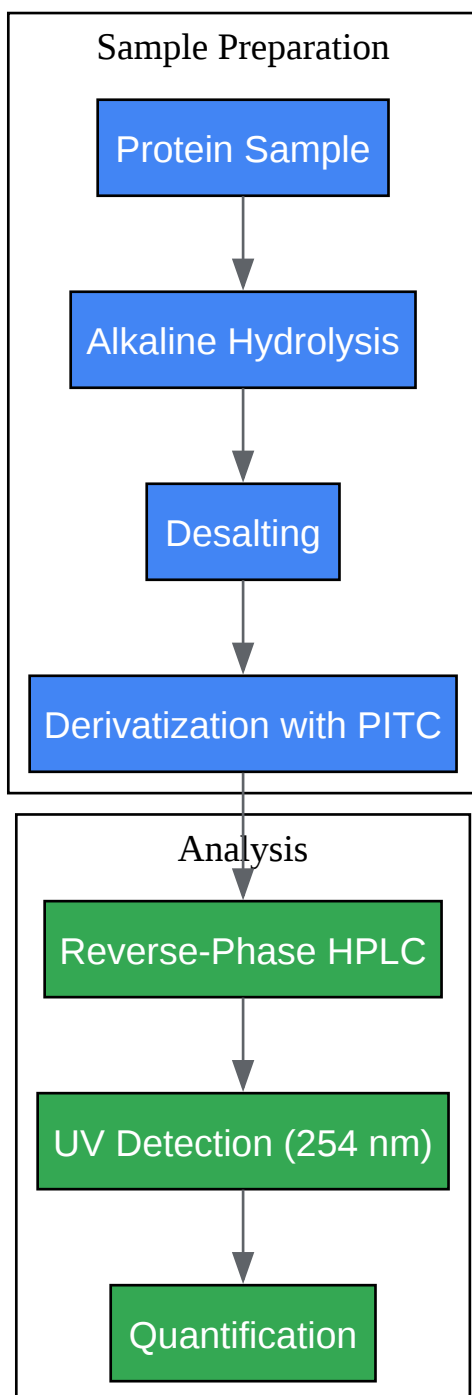 Sample Preparation
Protein Sample
Alkaline Hydrolysis
Desalting
Derivatization with PITC
Analysis
Reverse-Phase HPLC
UV Detection (254 nm)
Quantification